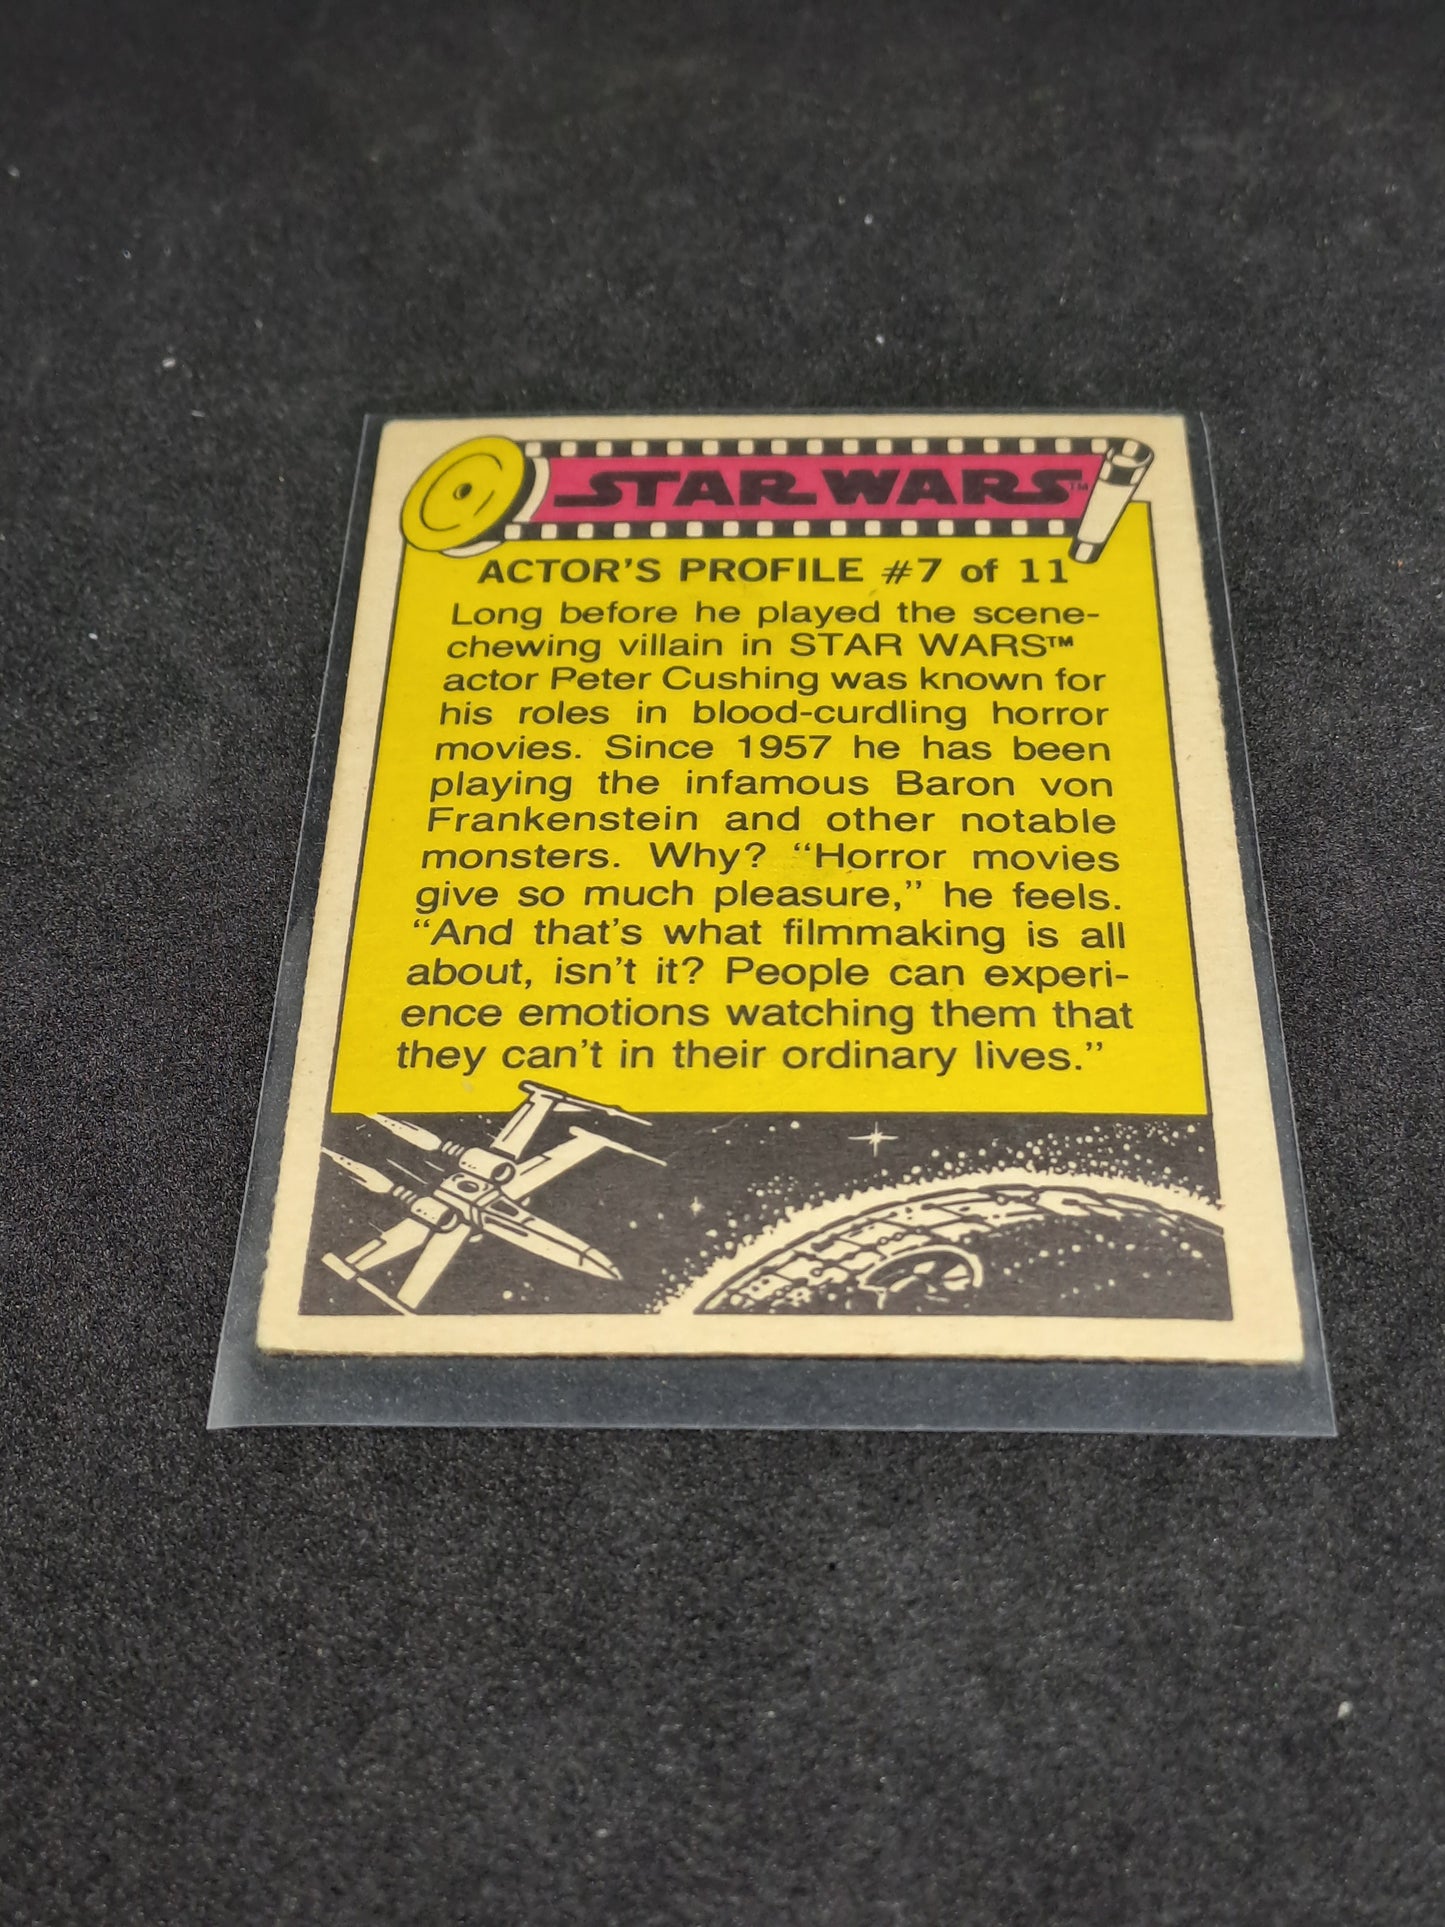 STAR WARS™
ACTOR'S PROFILE #7 of 11
Long before he played the scene-
chewing villain in STAR WARS™
actor Peter Cushing was known for
his roles in blood-curdling horror
movies. Since 1957 he has been
playing the infamous Baron von
Frankenstein and other notable
monsters. Why? “Horror movies
give so much pleasure,” he feels.
“And that’s what filmmaking is all
about, isn’t it? People can experi-
ence emotions watching them that
they can’t in their ordinary lives.”